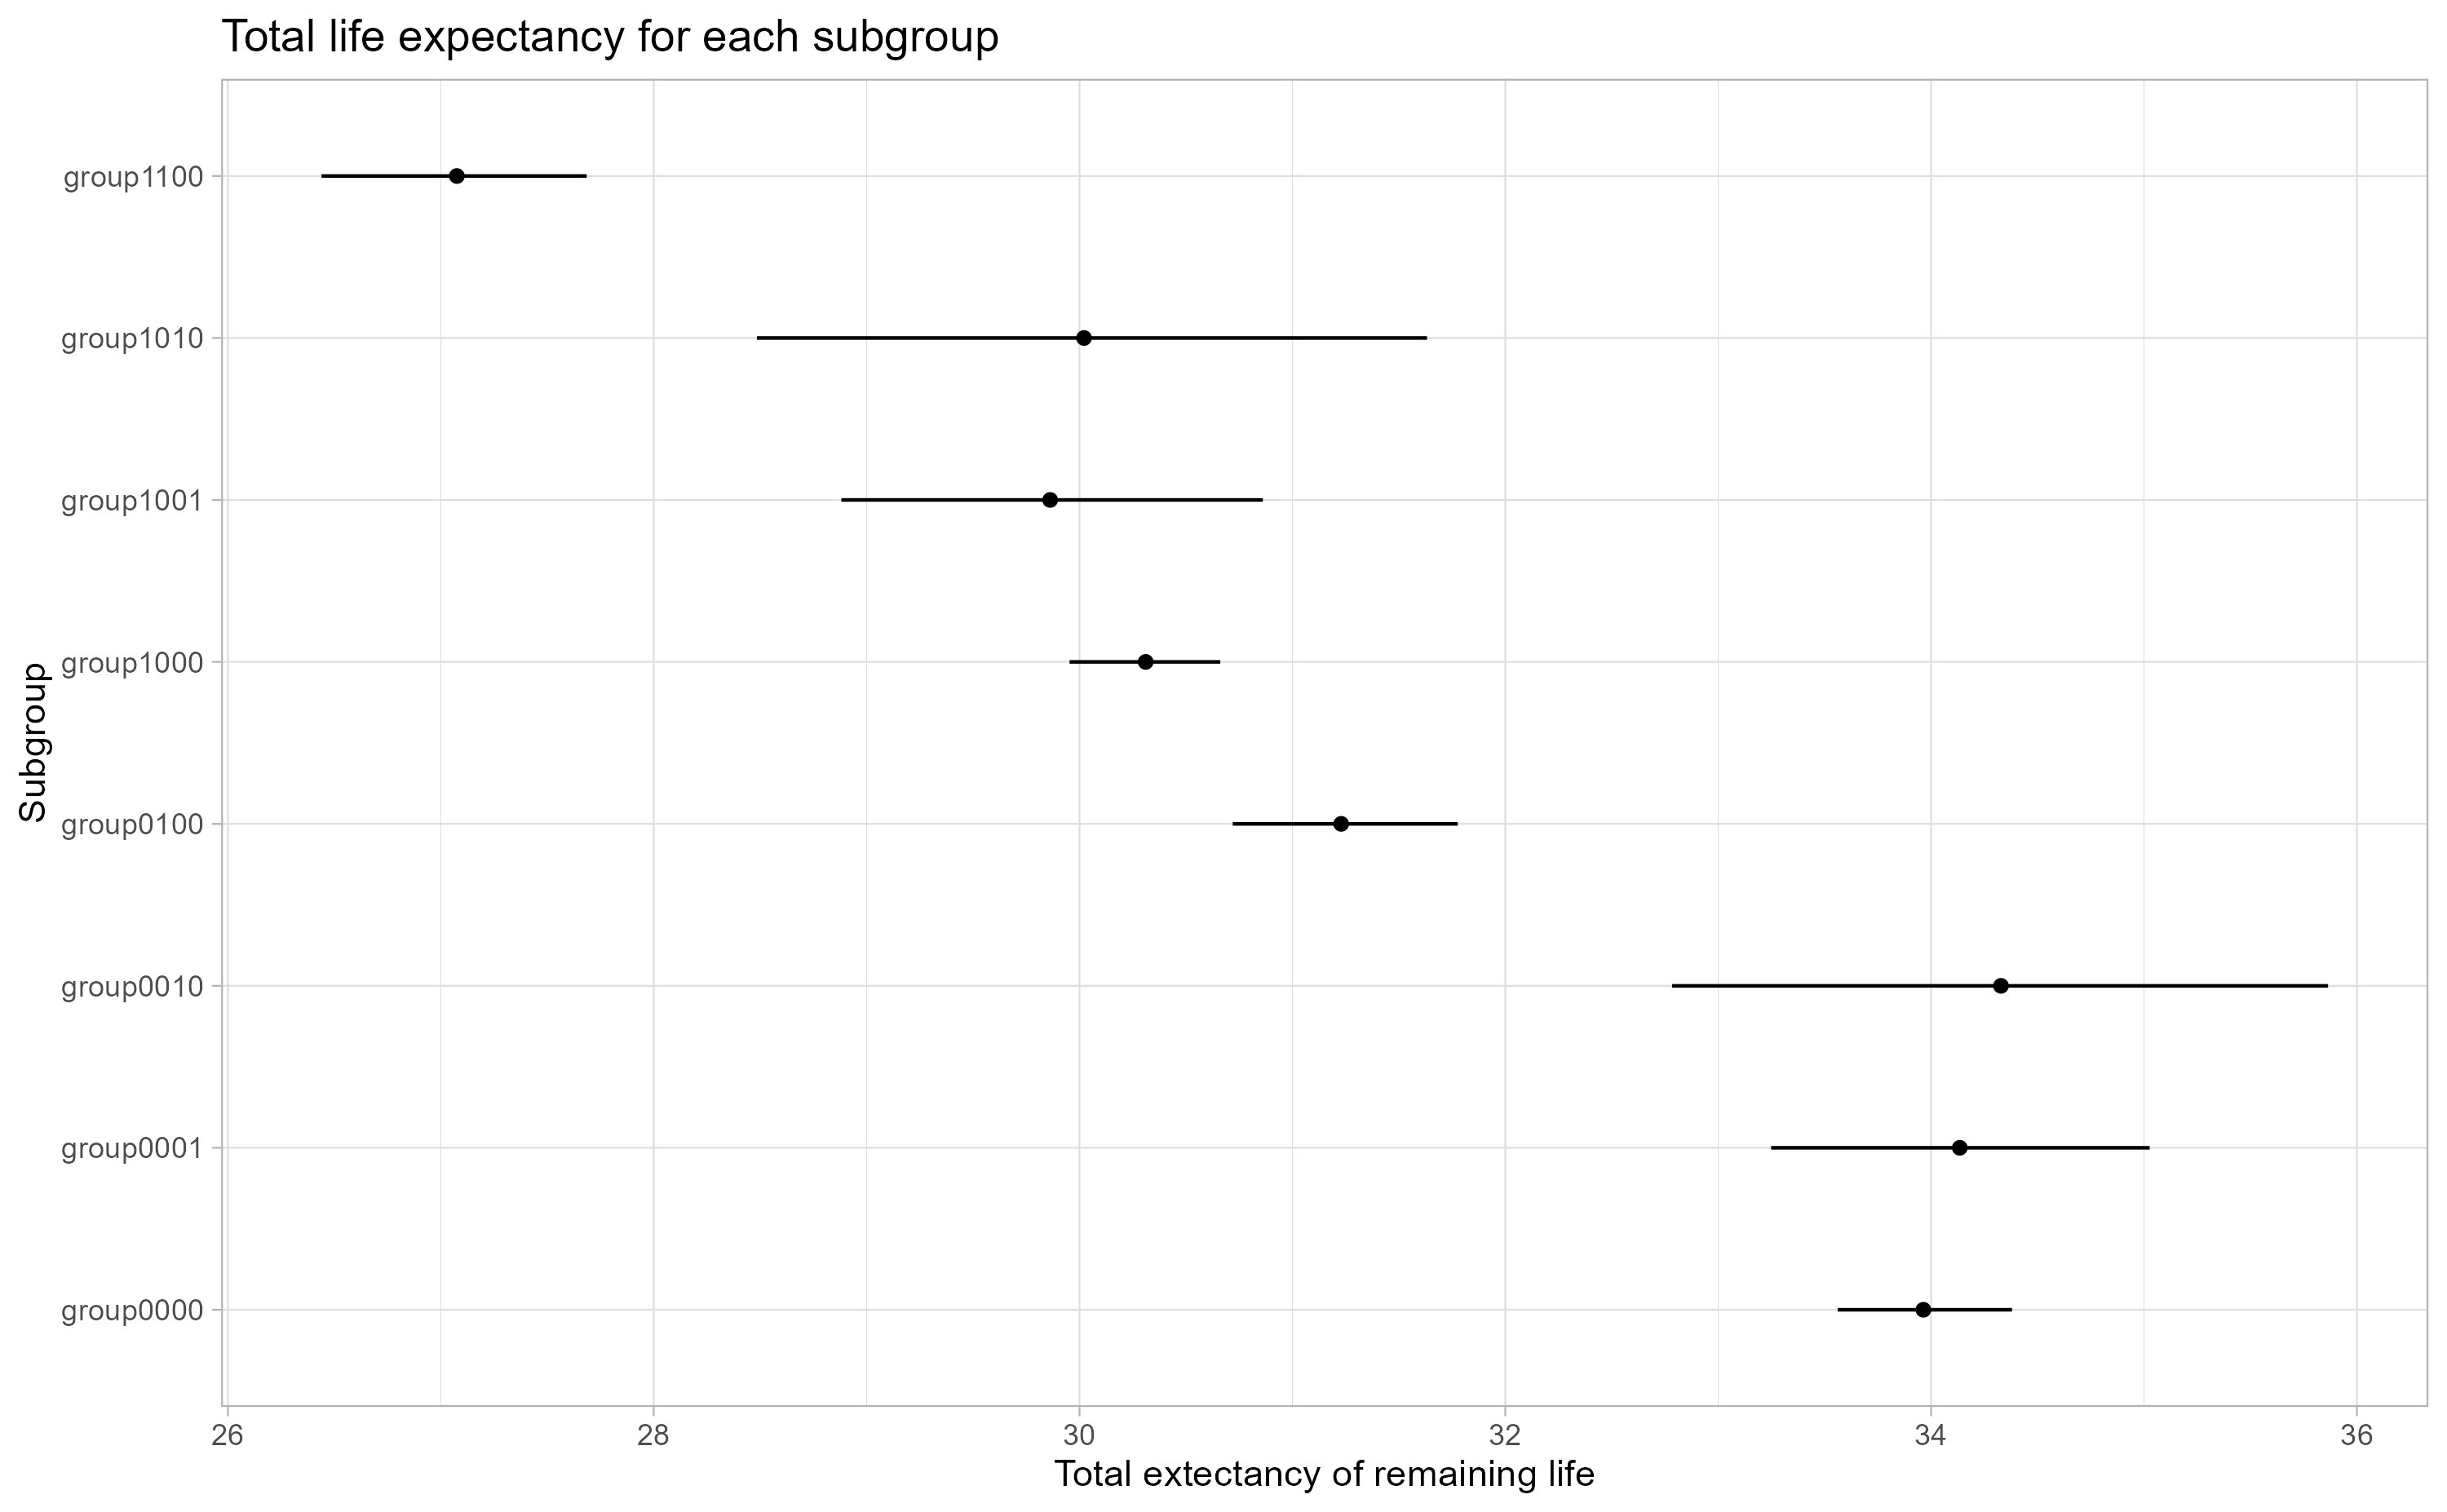 Total life expectancy for each subgroup
group1100
group1010
group1001
group1000
group0100
group0010
group0001
group0000
Subgroup
26 28 30 32 34 36
Total extectancy of remaining life